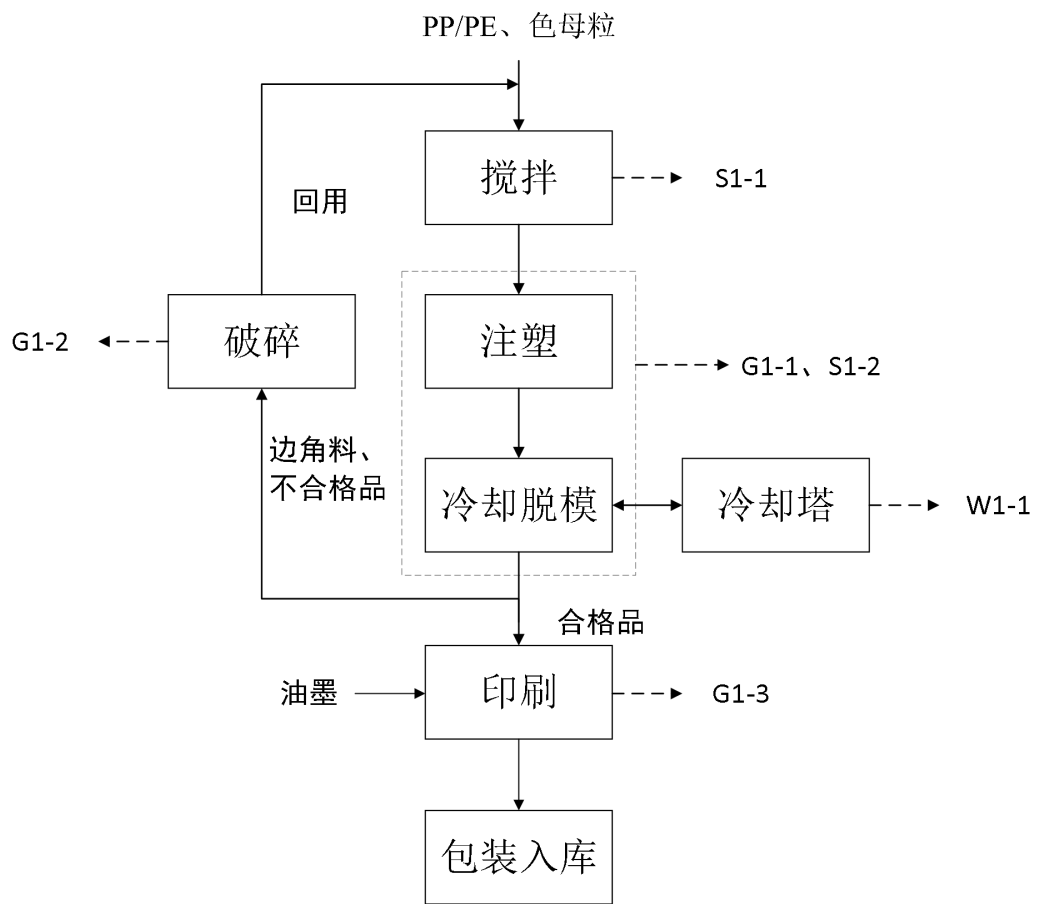 PP/PE、色母粒
搅拌
S1-1
回用
破碎
G1-2
注塑
G1-1、S1-2
边角料、
不合格品
冷却脱模
冷却塔
W1-1
合格品
油墨
印刷
G1-3
包装入库